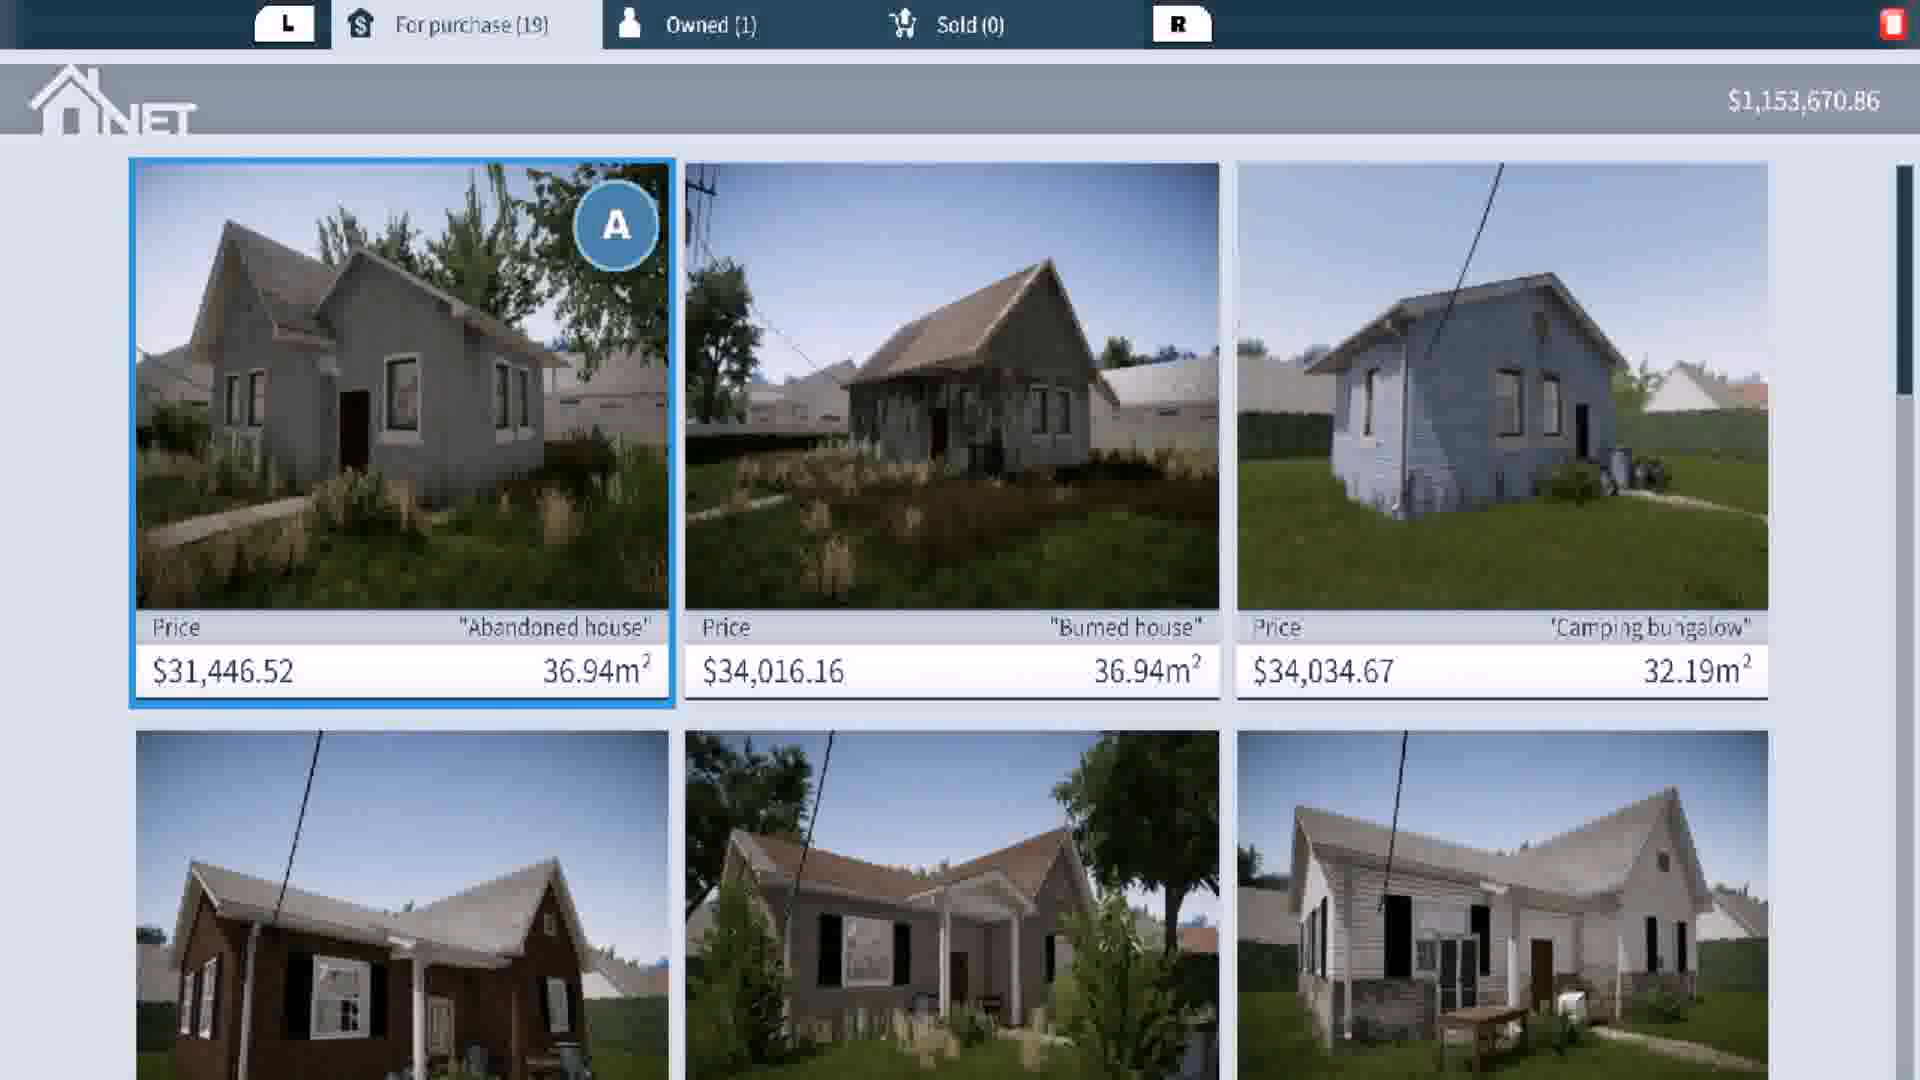 L
For purchase (19)
Owned (1)
Sold (0)
R
NET
$1,153,670.86
A
Price "Abandoned house"
$31,446.52 36.94m²
Price "Burned house"
$34,016.16 36.94m²
Price "Camping bungalow"
$34,034.67 32.19m²